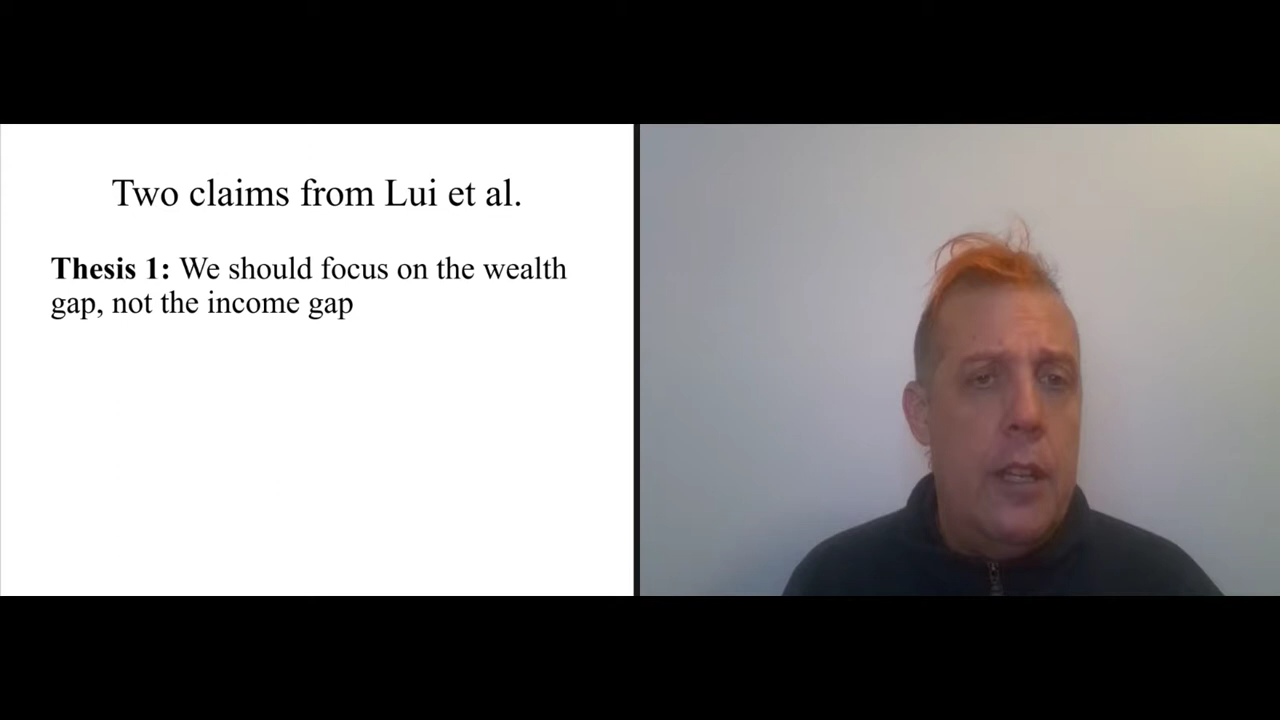 Two claims from Lui et al.
Thesis 1: We should focus on the wealth
gap, not the income gap